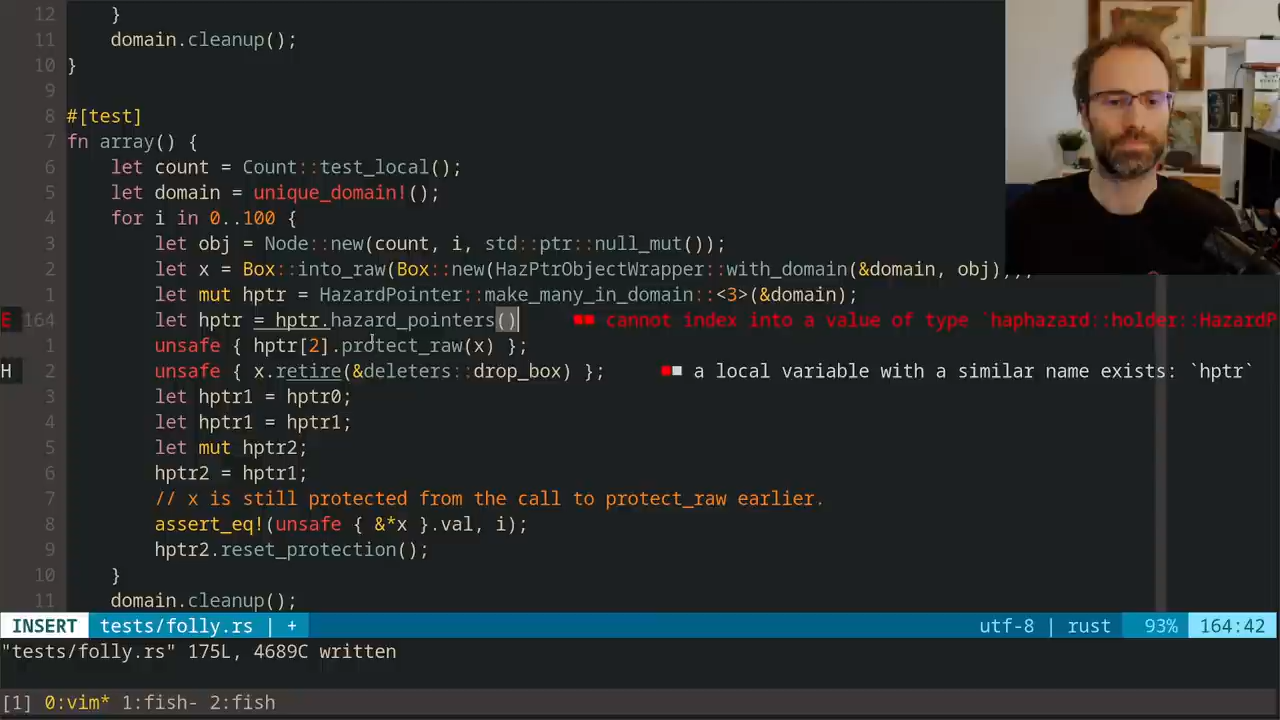 12 }
11 domain.cleanup();
10 }
9
8 #[test]
7 fn array() {
6 let count = Count::test_local();
5 let domain = unique_domain!();
4 for i in 0..100 {
3 let obj = Node::new(count, i, std::ptr::null_mut());
2 let x = Box::into_raw(Box::new(HazPtrObjectWrapper::with_domain(&domain, obj)));
1 let mut hptr = HazardPointer::make_many_in_domain::<3>(&domain);
E 164 let hptr = hptr.hazard_pointers() ■■ cannot index into a value of type `haphazard::holder::HazardP
1 unsafe { hptr[2].protect_raw(x) };
H 2 unsafe { x.retire(&deleters::drop_box) }; ■■ a local variable with a similar name exists: `hptr`
3 let hptr1 = hptr0;
4 let hptr1 = hptr1;
5 let mut hptr2;
6 hptr2 = hptr1;
7 // x is still protected from the call to protect_raw earlier.
8 assert_eq!(unsafe { &*x }.val, i);
9 hptr2.reset_protection();
10 }
11 domain.cleanup();
INSERT tests/folly.rs | + utf-8 | rust 93% 164:42
"tests/folly.rs" 175L, 4689C written
[1] 0:vim* 1:fish- 2:fish